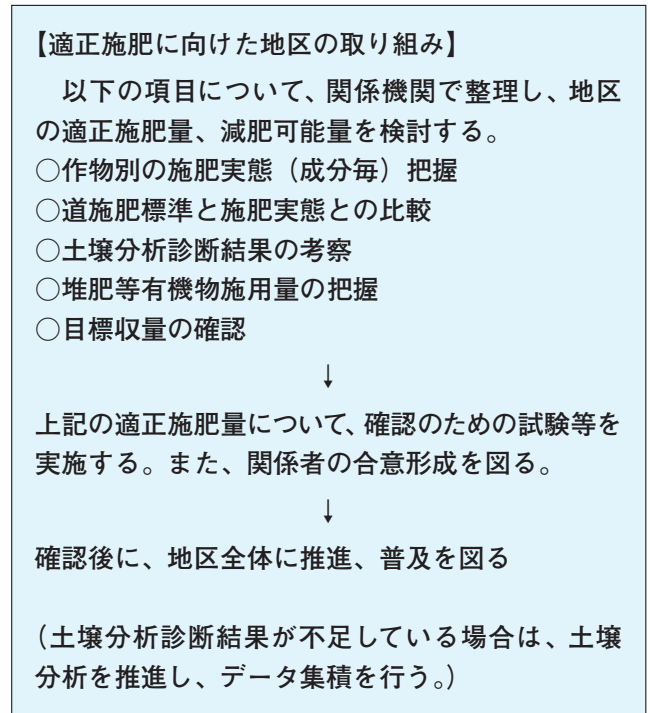 【適正施肥に向けた地区の取り組み】
　以下の項目について、関係機関で整理し、地区
の適正施肥量、減肥可能量を検討する。
○作物別の施肥実態（成分毎）把握
○道施肥標準と施肥実態との比較
○土壌分析診断結果の考察
○堆肥等有機物施用量の把握
○目標収量の確認
↓
上記の適正施肥量について、確認のための試験等を
実施する。また、関係者の合意形成を図る。
↓
確認後に、地区全体に推進、普及を図る
（土壌分析診断結果が不足している場合は、土壌
分析を推進し、データ集積を行う。）